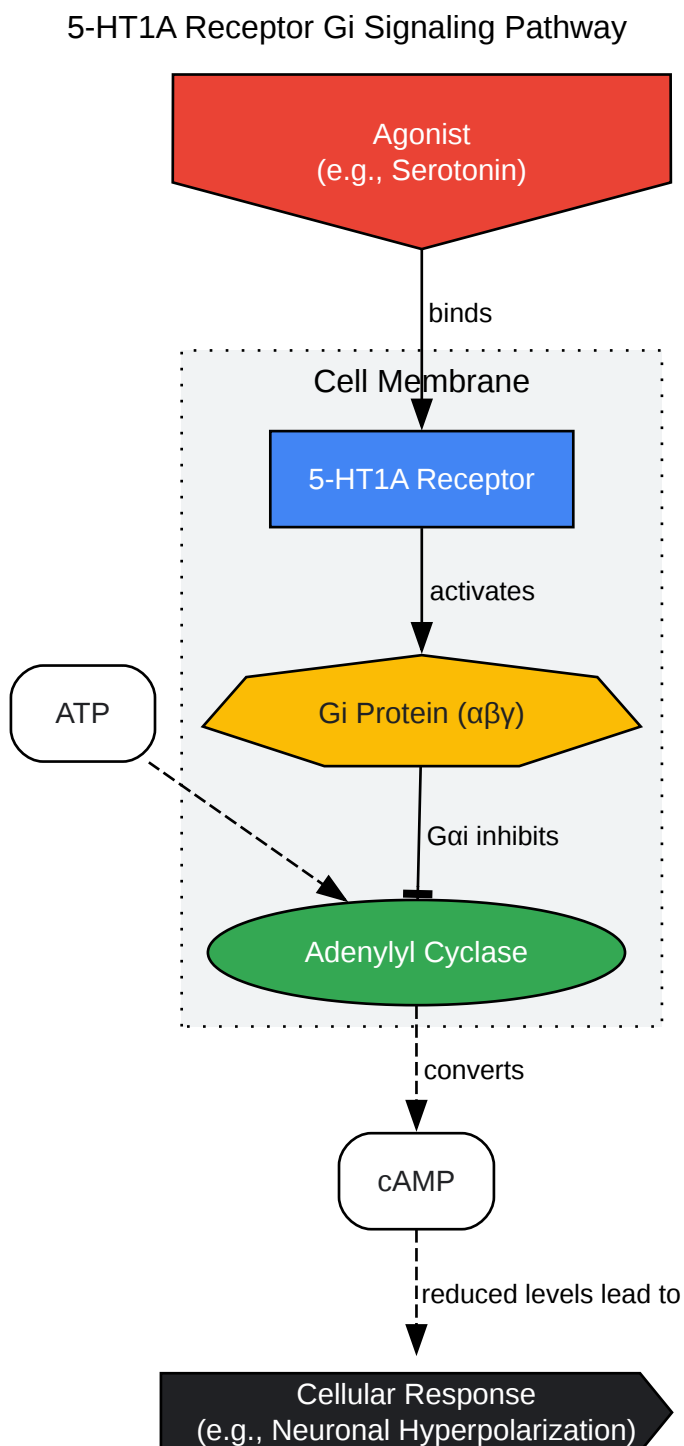 5-HT1A Receptor Gi Signaling Pathway
Agonist
(e.g., Serotonin)
binds
Cell Membrane
5-HT1A Receptor
activates
ATP
Gi Protein (αβγ)
Gαi inhibits
Adenylyl Cyclase
converts
cAMP
reduced levels lead to
Cellular Response
(e.g., Neuronal Hyperpolarization)